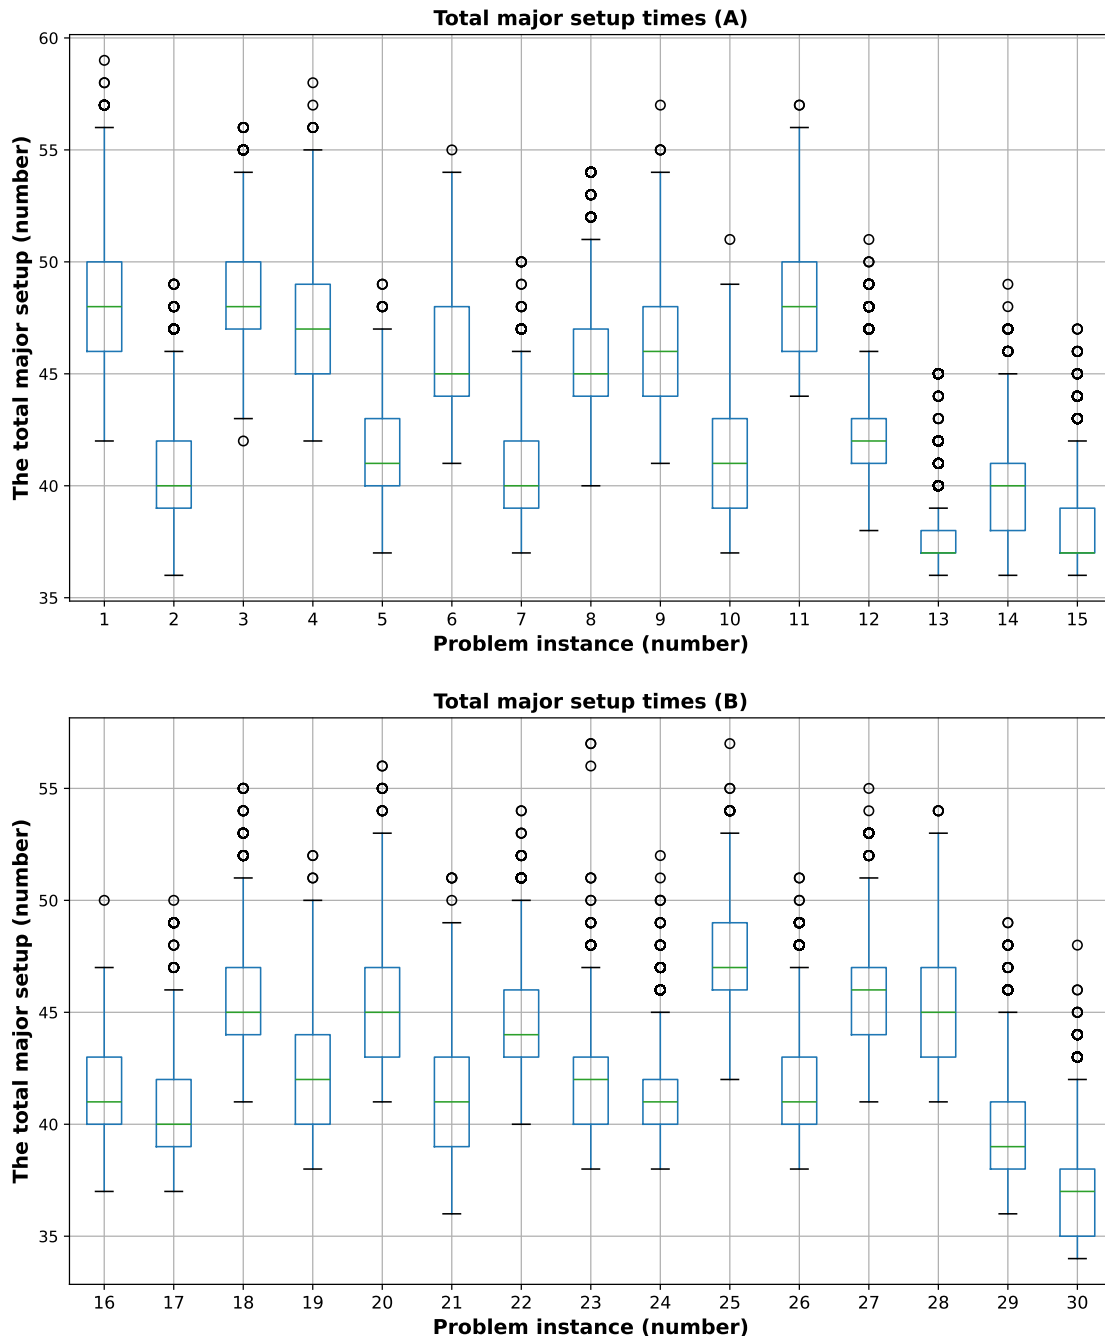 Total major setup times (A)
The total major setup (number)
60
55
50
45
40
35
1 2 3 4 5 6 7 8 9 10 11 12 13 14 15
Problem instance (number)
Total major setup times (B)
The total major setup (number)
55
50
45
40
35
16 17 18 19 20 21 22 23 24 25 26 27 28 29 30
Problem instance (number)